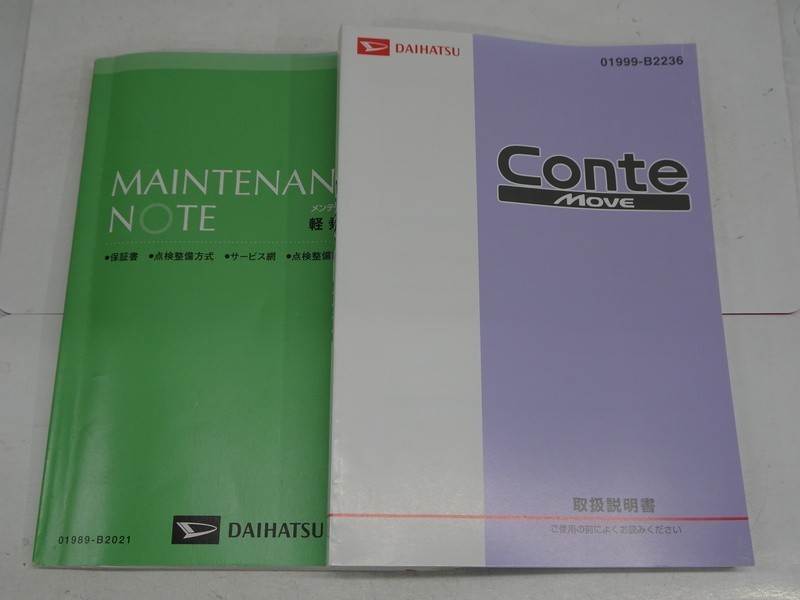 MAINTENAN
NOTE
メンテ
軽
●保証書 ●点検整備方式 ●サービス網 ●点検整備
01989-B2021
DAIHATSU
DAIHATSU
01999-B2236
Conte
MOVE
取扱説明書
ご使用の前によくお読みください